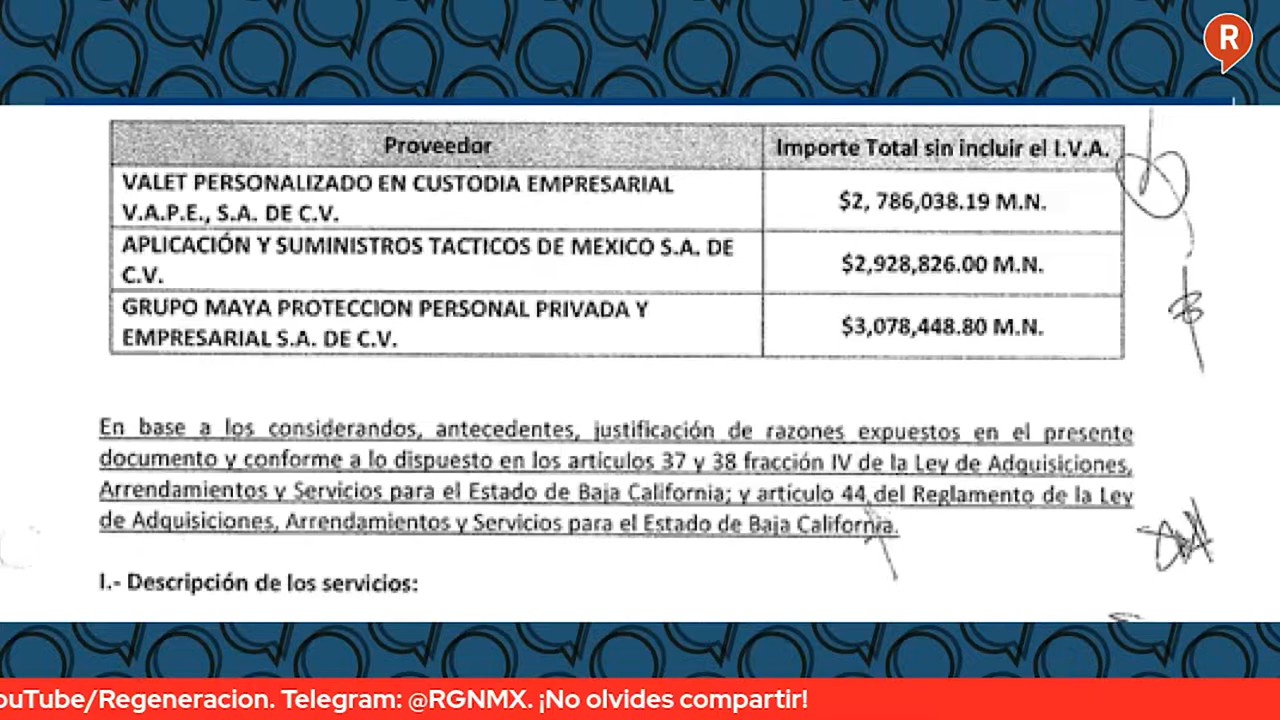 R
Proveedor
Importe Total sin incluir el I.V.A.
VALET PERSONALIZADO EN CUSTODIA EMPRESARIAL
V.A.P.E., S.A. DE C.V.
$2, 786,038.19 M.N.
APLICACIÓN Y SUMINISTROS TACTICOS DE MEXICO S.A. DE
C.V.
$2,928,826.00 M.N.
GRUPO MAYA PROTECCION PERSONAL PRIVADA Y
EMPRESARIAL S.A. DE C.V.
$3,078,448.80 M.N.
En base a los considerandos, antecedentes, justificación de razones expuestos en el presente
documento y conforme a lo dispuesto en los artículos 37 y 38 fracción IV de la Ley de Adquisiciones,
Arrendamientos y Servicios para el Estado de Baja California; y artículo 44 del Reglamento de la Ley
de Adquisiciones, Arrendamientos y Servicios para el Estado de Baja California.
I.- Descripción de los servicios:
ouTube/Regeneracion. Telegram: @RGNMX. ¡No olvides compartir!